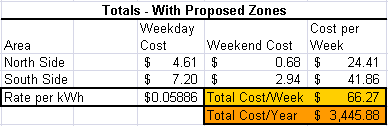 Totals - With Proposed Zones
Weekday Cost per
Area Cost Weekend Cost Week
North Side $ 4.61 0.68 $ 24.41
South Side $ 7.20 2.94 $ 41.86
Rate per kWh $0.05886 Total Cost/Week $ 66.27
Total Cost/Year $ 3,445.88